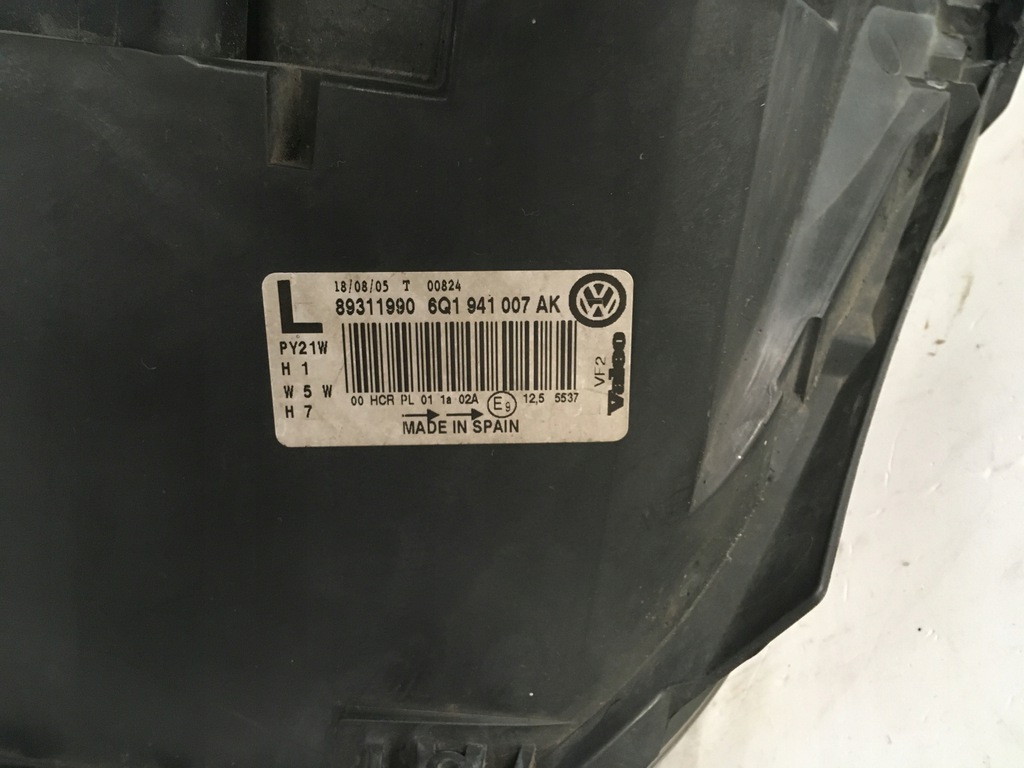 L
18/08/05 T 00824
89311990 6Q1 941 007 AK
PY21W
H 1
W 5 W
H 7
00 HCR PL 01 1a 02A E9 12,5 5537
MADE IN SPAIN
VF2
Valeo